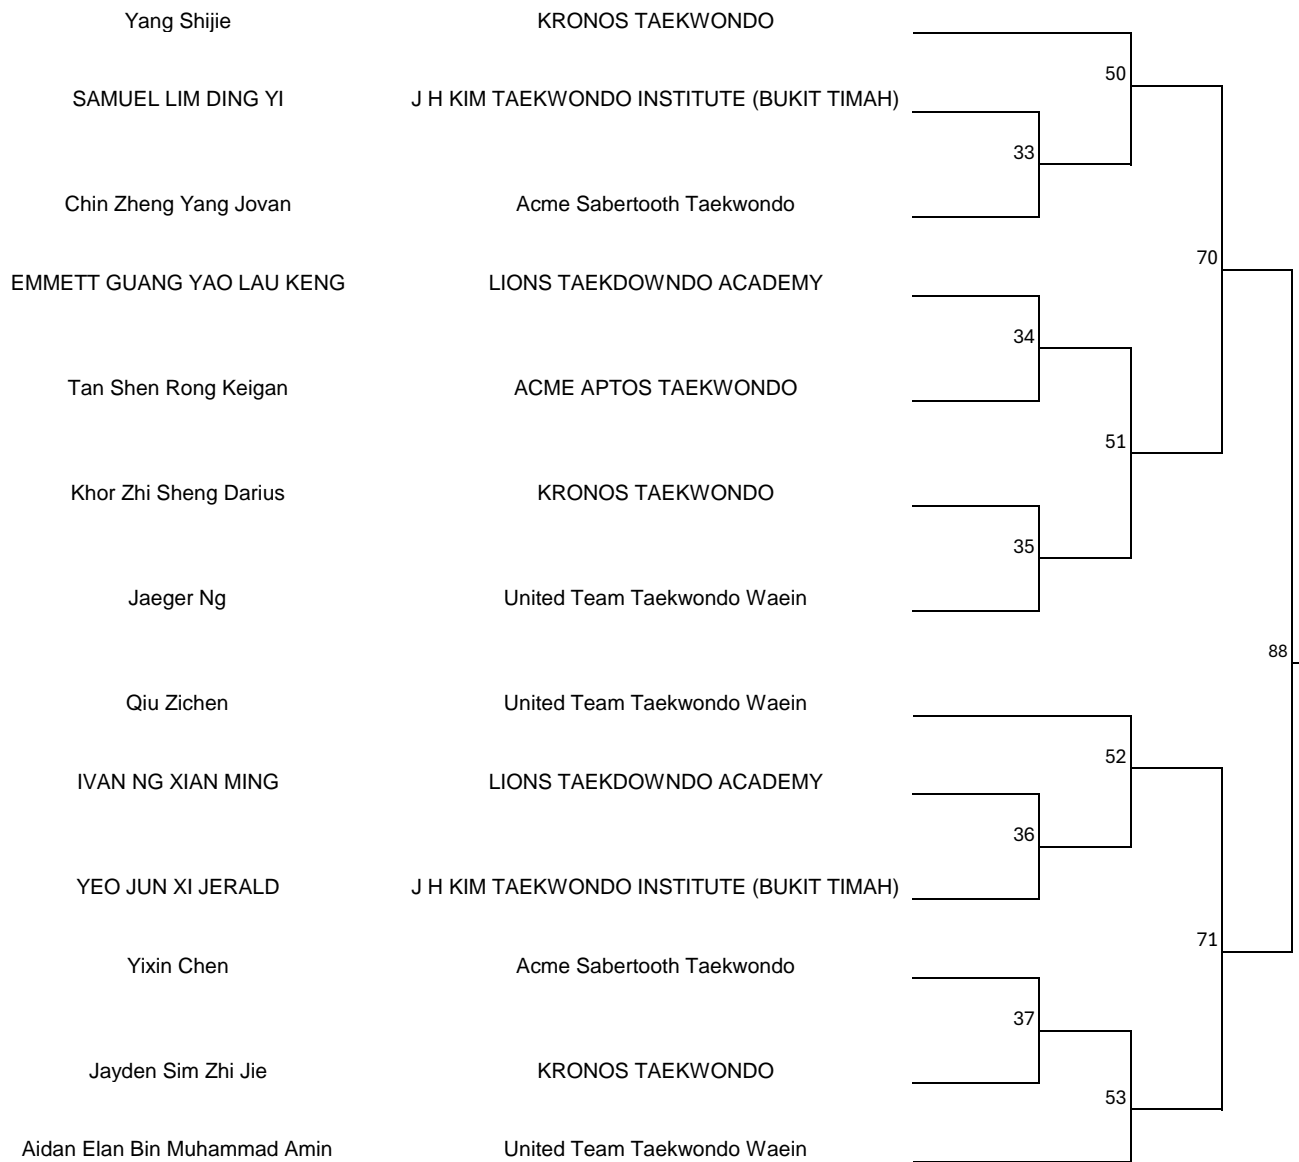 Yang Shijie KRONOS TAEKWONDO
50
SAMUEL LIM DING YI J H KIM TAEKWONDO INSTITUTE (BUKIT TIMAH)
33
Chin Zheng Yang Jovan Acme Sabertooth Taekwondo
70
EMMETT GUANG YAO LAU KENG LIONS TAEKDOWNDO ACADEMY
34
Tan Shen Rong Keigan ACME APTOS TAEKWONDO
51
Khor Zhi Sheng Darius KRONOS TAEKWONDO
35
Jaeger Ng United Team Taekwondo Waein
88
Qiu Zichen United Team Taekwondo Waein
52
IVAN NG XIAN MING LIONS TAEKDOWNDO ACADEMY
36
YEO JUN XI JERALD J H KIM TAEKWONDO INSTITUTE (BUKIT TIMAH)
71
Yixin Chen Acme Sabertooth Taekwondo
37
Jayden Sim Zhi Jie KRONOS TAEKWONDO
53
Aidan Elan Bin Muhammad Amin United Team Taekwondo Waein